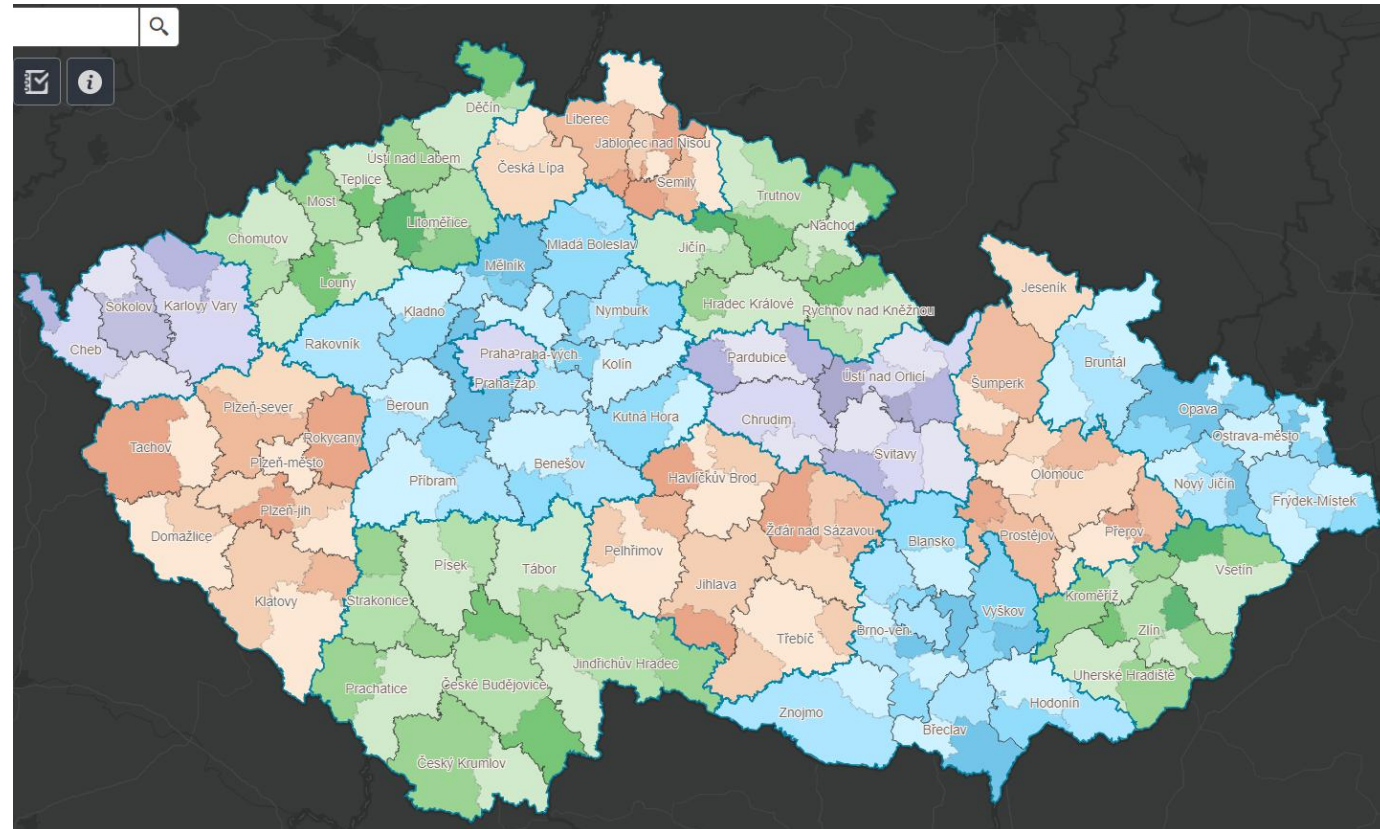 Děčín
Liberec
Jablonec nad Nisou
Ústí nad Labem
Česká Lípa
Teplice
Semily
Most
Trutnov
Litoměřice
Náchod
Chomutov
Mladá Boleslav
Jičín
Mělník
Louny
Jeseník
Sokolov
Karlovy Vary
Kladno
Nymburk
Hradec Králové
Rychnov nad Kněžnou
Cheb
Rakovník
Praha
Praha-vých.
Kolín
Pardubice
Bruntál
Ústí nad Orlicí
Praha-záp.
Šumperk
Plzeň-sever
Beroun
Kutná Hora
Chrudim
Opava
Rokycany
Ostrava-město
Tachov
Plzeň-město
Benešov
Svitavy
Příbram
Havlíčkův Brod
Olomouc
Nový Jičín
Frýdek-Místek
Plzeň-jih
Domažlice
Žďár nad Sázavou
Prostějov
Přerov
Blansko
Pelhřimov
Písek
Tábor
Vsetín
Jihlava
Klatovy
Strakonice
Kroměříž
Vyškov
Brno-ven.
Zlín
Třebíč
Jindřichův Hradec
Uherské Hradiště
Prachatice
České Budějovice
Hodonín
Znojmo
Břeclav
Český Krumlov